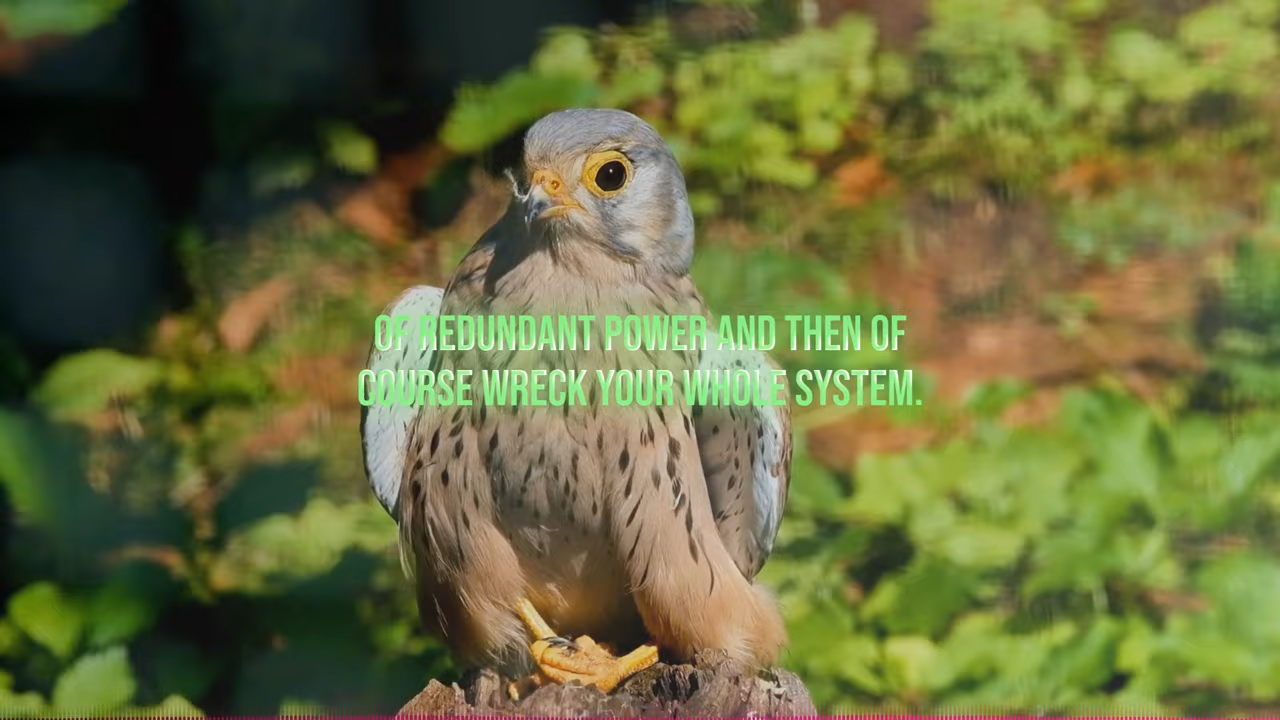 OF REDUNDANT POWER AND THEN OF
COURSE WRECK YOUR WHOLE SYSTEM.